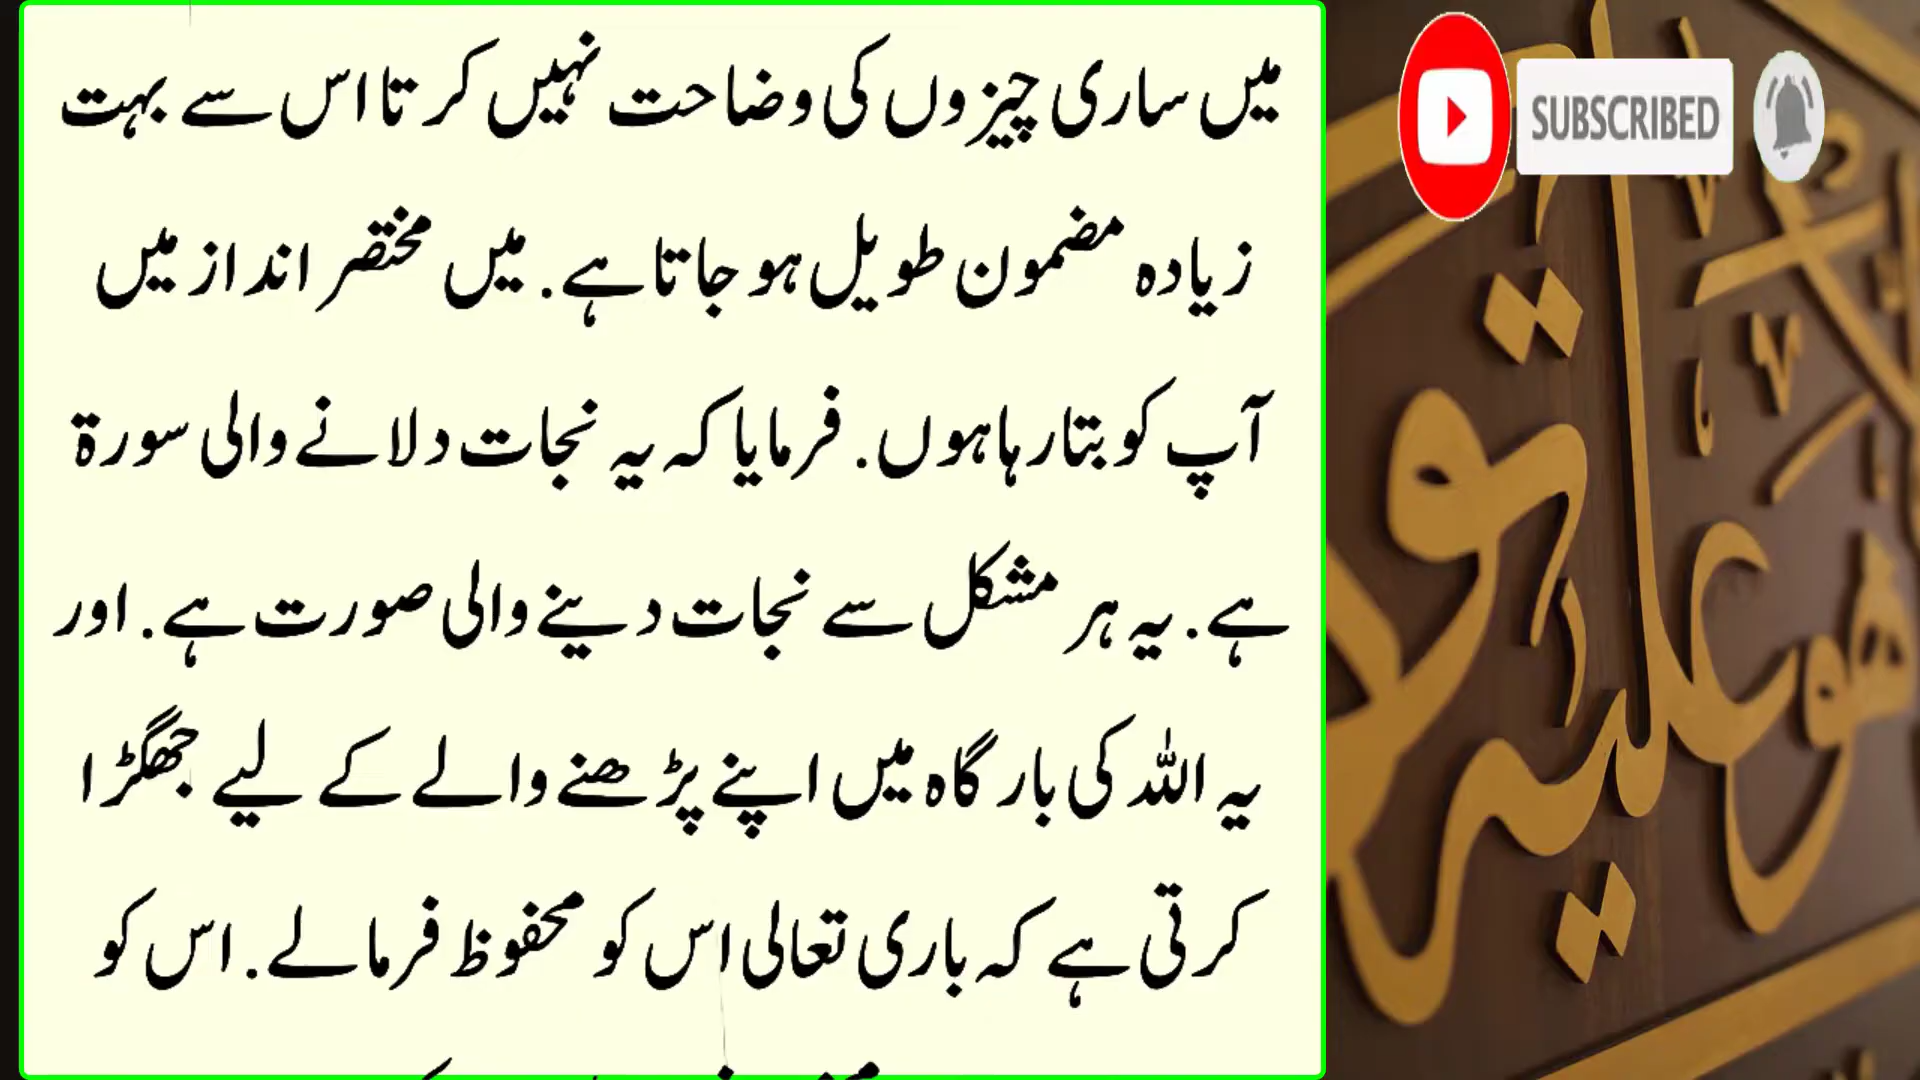 میں ساری چیزوں کی وضاحت نہیں کرتا اس سے بہت
زیادہ مضمون طویل ہو جاتا ہے. میں مختصر انداز میں
آپ کو بتا رہا ہوں. فرمایا کہ یہ نجات دلانے والی سورۃ
ہے. یہ ہر مشکل سے نجات دینے والی صورت ہے. اور
یہ اللہ کی بارگاہ میں اپنے پڑھنے والے کے لیے جھگڑا
کرتی ہے کہ باری تعالی اس کو محفوظ فرمالے. اس کو
SUBSCRIBED